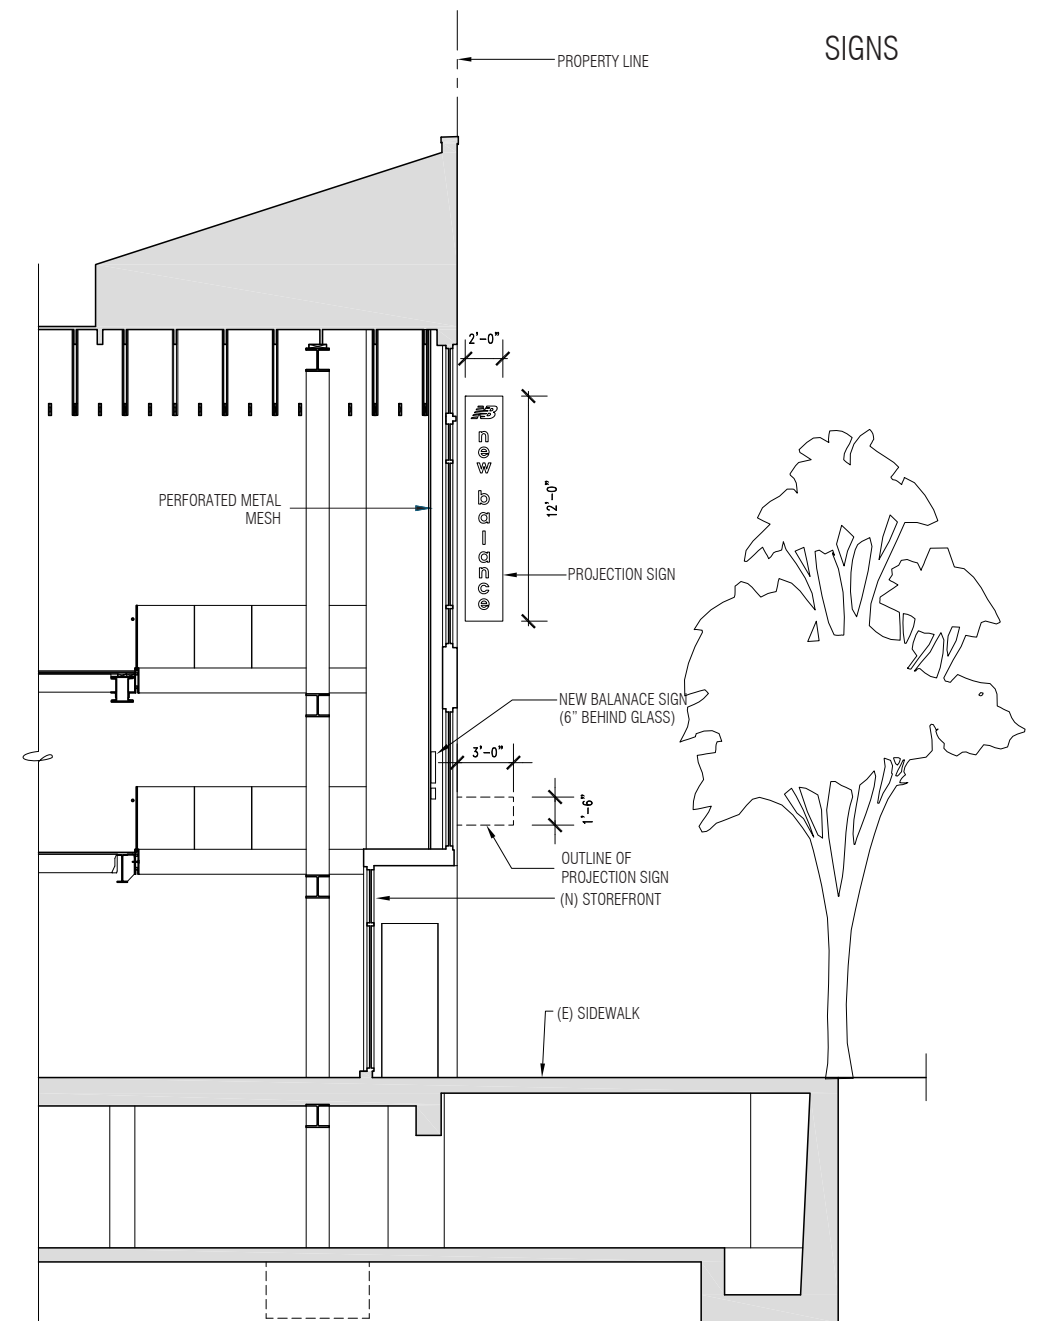 SIGNS
PROPERTY LINE
2'-0"
NB
new balance
12'-0"
PERFORATED METAL
MESH
PROJECTION SIGN
NEW BALANACE SIGN
(6" BEHIND GLASS)
3'-0"
1'-6"
OUTLINE OF
PROJECTION SIGN
(N) STOREFRONT
(E) SIDEWALK